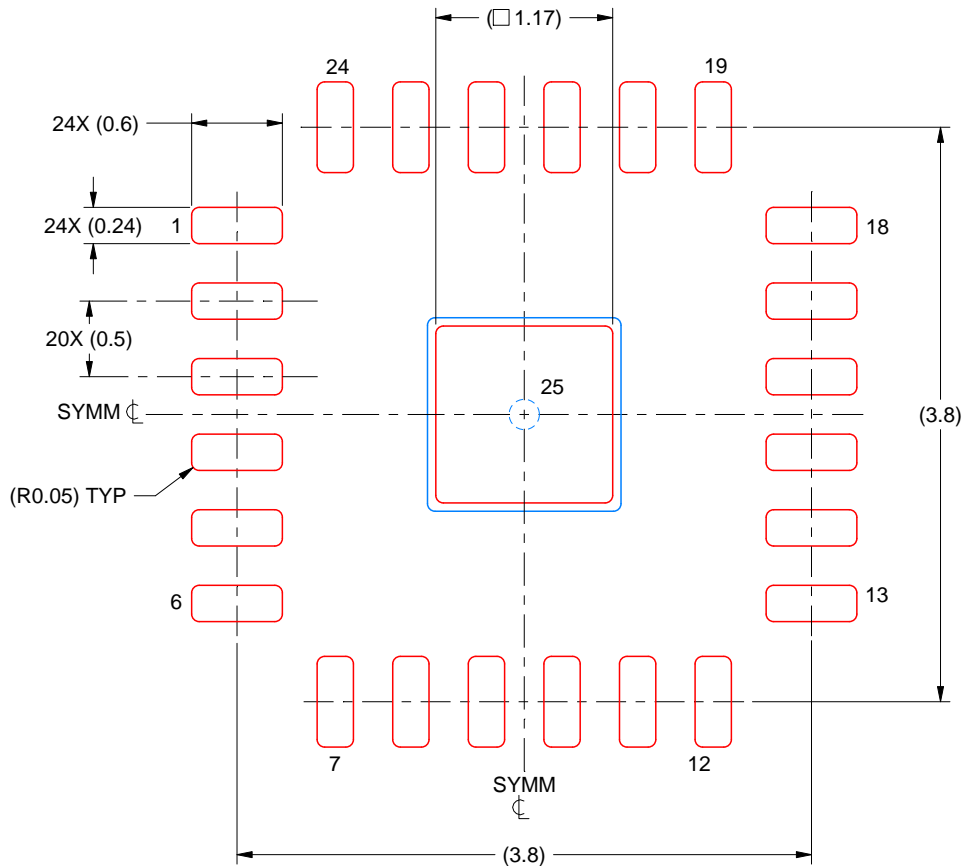 (□ 1.17)
24
19
24X (0.6)
24X (0.24)
1
18
20X (0.5)
25
SYMM ℄
(3.8)
(R0.05) TYP
6
13
7
12
SYMM
℄
(3.8)